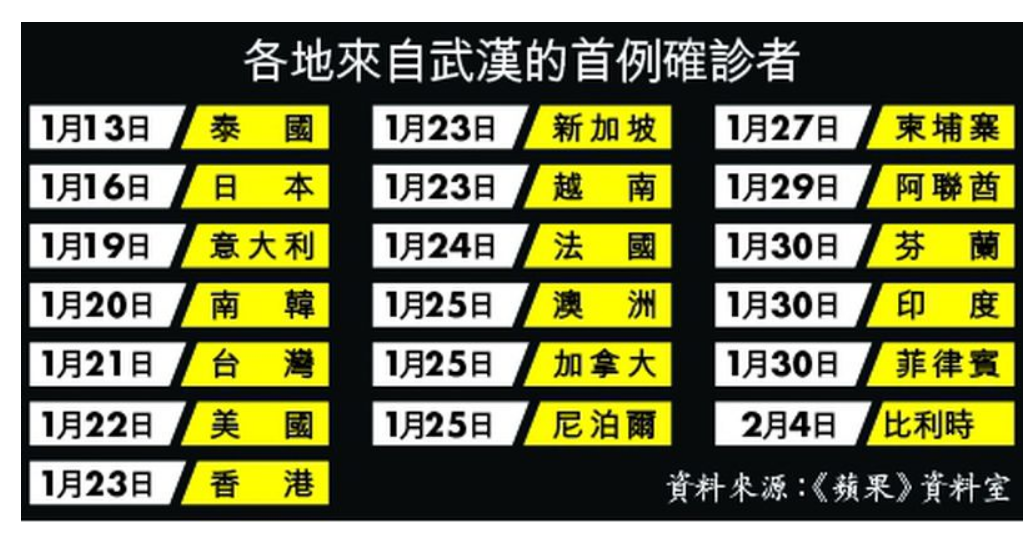 各地來自武漢的首例確診者
1月13日 泰國
1月16日 日本
1月19日 意大利
1月20日 南韓
1月21日 台灣
1月22日 美國
1月23日 香港
1月23日 新加坡
1月23日 越南
1月24日 法國
1月25日 澳洲
1月25日 加拿大
1月25日 尼泊爾
1月27日 柬埔寨
1月29日 阿聯酋
1月30日 芬蘭
1月30日 印度
1月30日 菲律賓
2月4日 比利時
資料來源：《蘋果》資料室